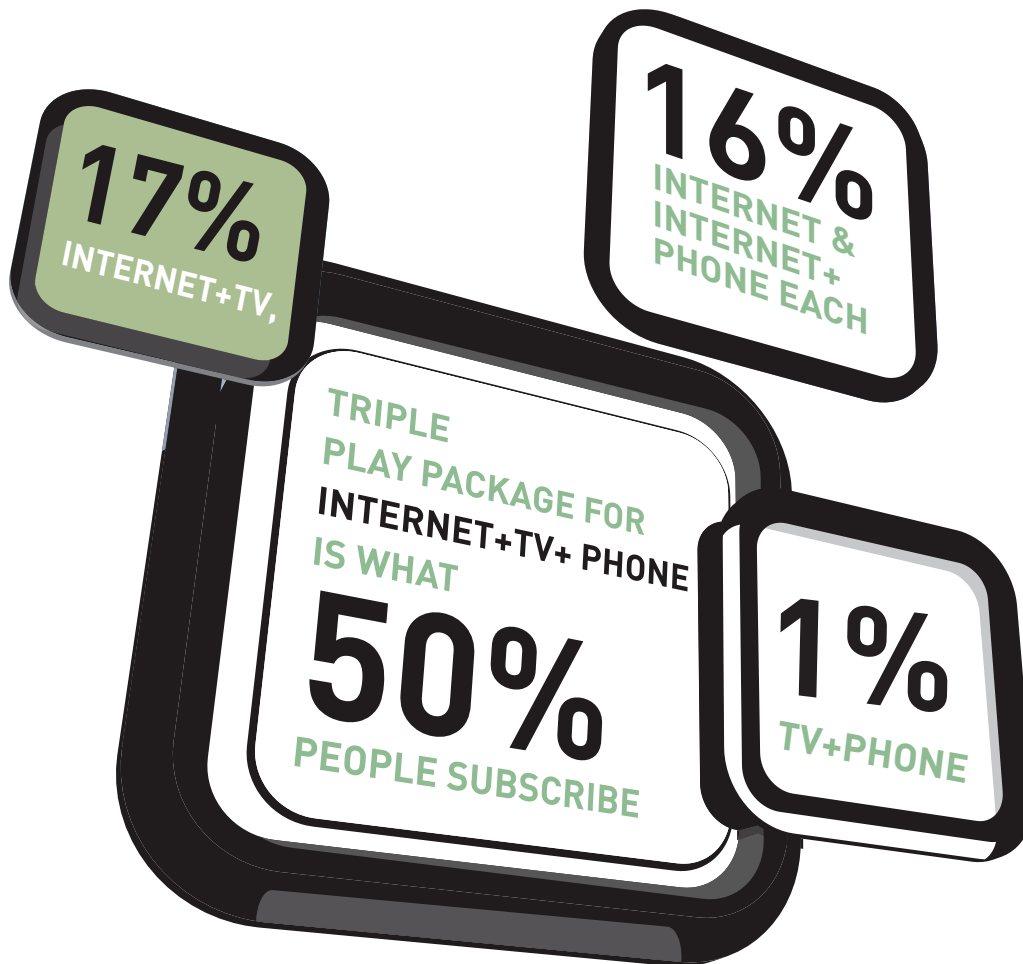 17%
INTERNET+TV,
16%
INTERNET &
INTERNET+
PHONE EACH
TRIPLE
PLAY PACKAGE FOR
INTERNET+TV+ PHONE
IS WHAT
50%
PEOPLE SUBSCRIBE
1%
TV+PHONE